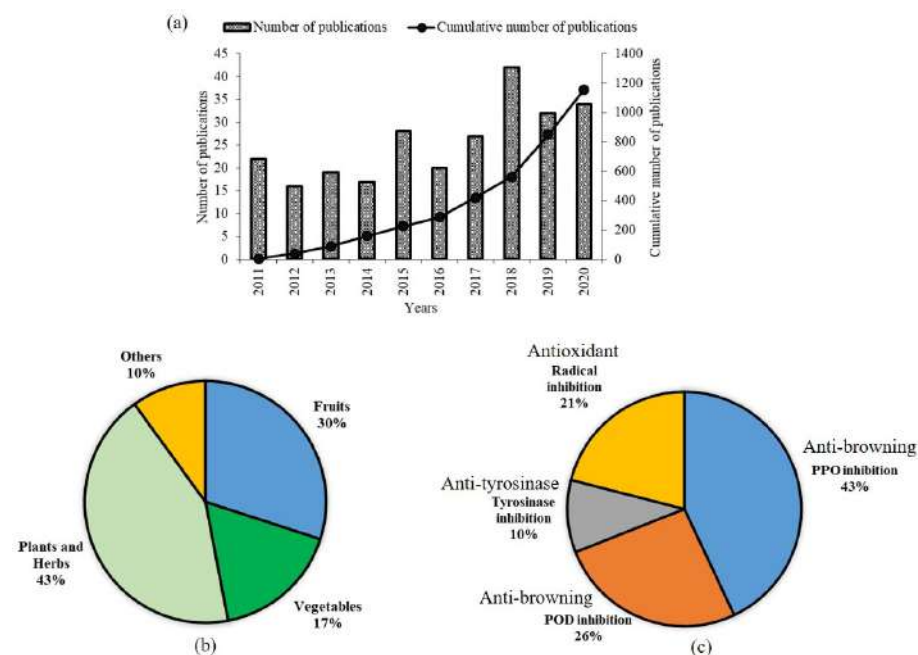 (a)
Number of publications
Cumulative number of publications
45
40
35
30
25
20
15
10
5
0
Number of publications
1400
1200
1000
800
600
400
200
0
Cumulative number of publications
2011
2012
2013
2014
2015
2016
2017
2018
2019
2020
Years
Others
10%
Fruits
30%
Plants and
Herbs
43%
Vegetables
17%
(b)
Antioxidant
Radical
inhibition
21%
Anti-browning
PPO inhibition
43%
Anti-tyrosinase
Tyrosinase
inhibition
10%
Anti-browning
POD inhibition
26%
(c)